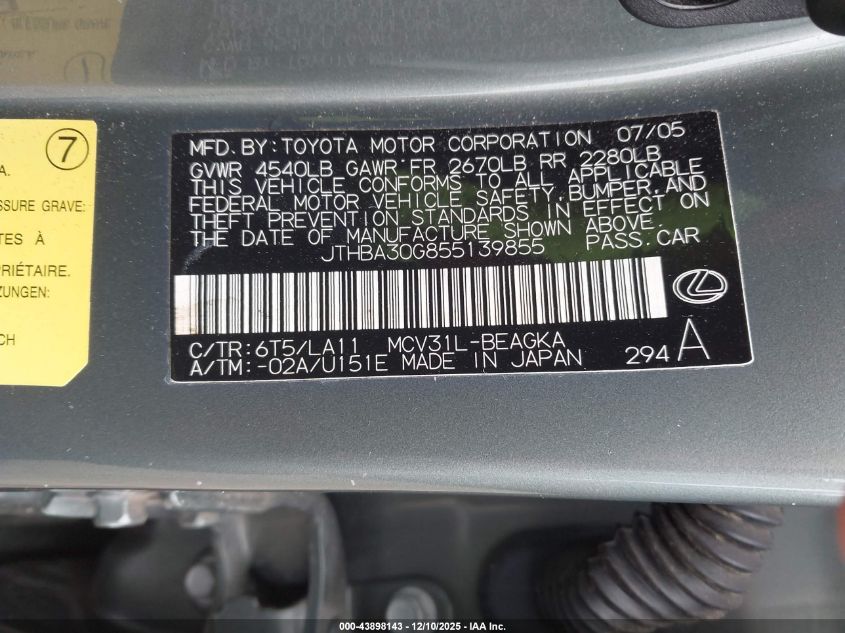 7
A.
SSURE GRAVE:
TES À
PRIÉTAIRE.
ZUNGEN:
CH
MFD. BY: TOYOTA MOTOR CORPORATION 07/05
GVWR 4540LB GAWR FR 2670LB RR 2280LB
THIS VEHICLE CONFORMS TO ALL APPLICABLE
FEDERAL MOTOR VEHICLE SAFETY, BUMPER, AND
THEFT PREVENTION STANDARDS IN EFFECT ON
THE DATE OF MANUFACTURE SHOWN ABOVE.
JTHBA30G855139855 PASS. CAR
C/TR: 6T5/LA11 MCV31L-BEAGKA
A/TM: -02A/U151E MADE IN JAPAN
294 A
000-43898143 - 12/10/2025 - IAA Inc.